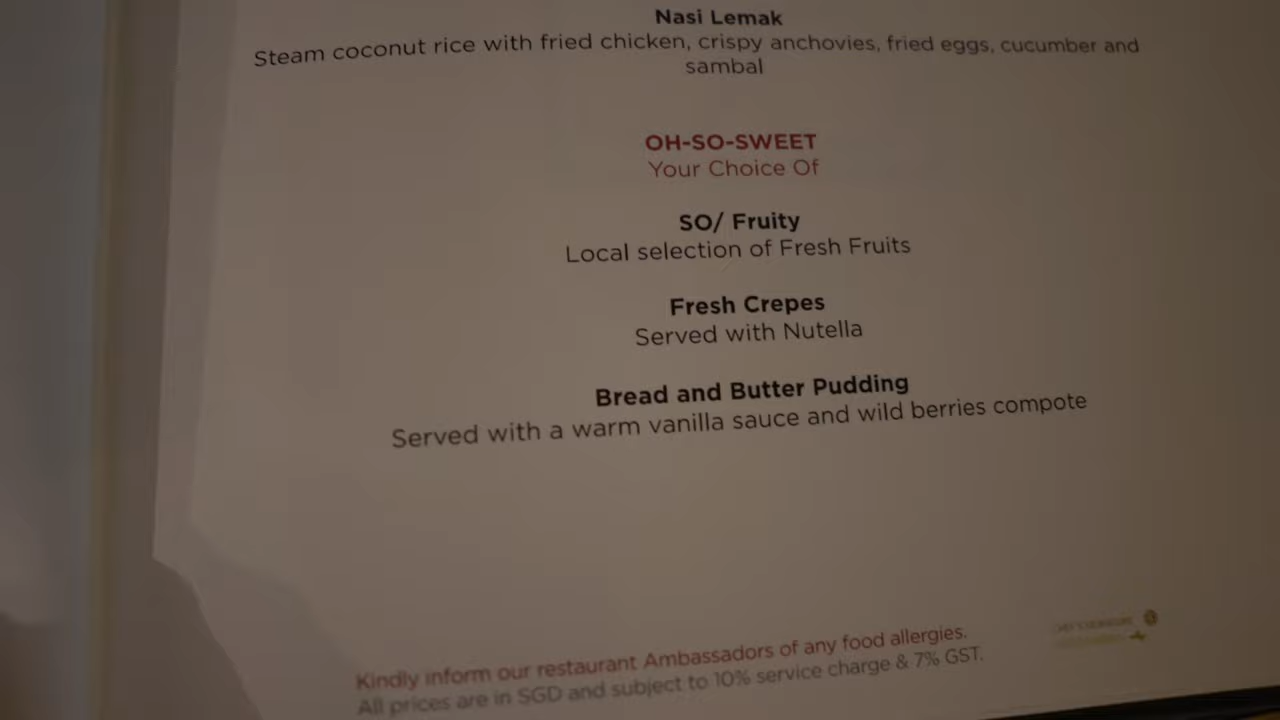 Nasi Lemak
Steam coconut rice with fried chicken, crispy anchovies, fried eggs, cucumber and
sambal
OH-SO-SWEET
Your Choice Of
SO/ Fruity
Local selection of Fresh Fruits
Fresh Crepes
Served with Nutella
Bread and Butter Pudding
Served with a warm vanilla sauce and wild berries compote
Kindly inform our restaurant Ambassadors of any food allergies.
All prices are in SGD and subject to 10% service charge & 7% GST.